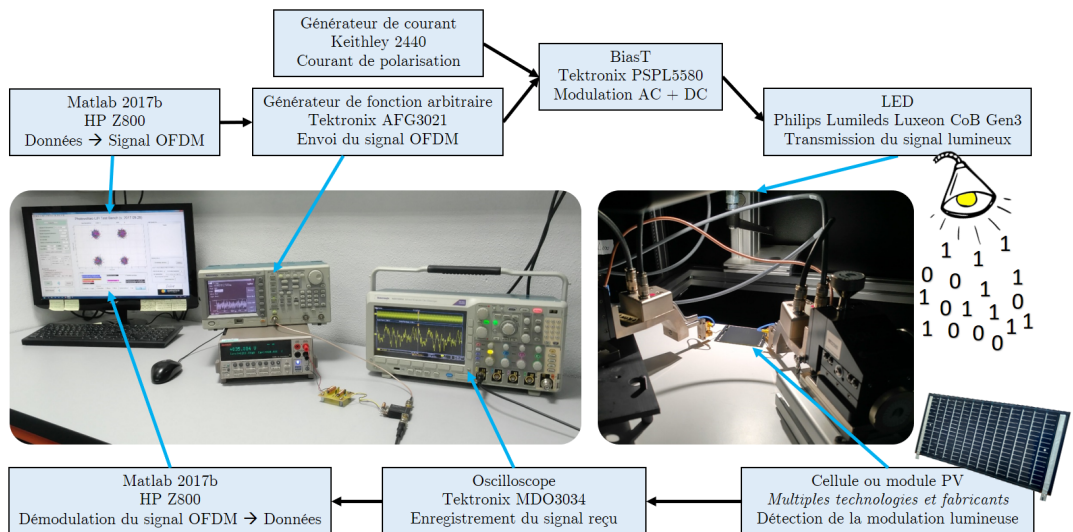 Générateur de courant
Keithley 2440
Courant de polarisation
BiasT
Tektronix PSPL5580
Modulation AC + DC
Matlab 2017b
HP Z800
Données → Signal OFDM
Générateur de fonction arbitraire
Tektronix AFG3021
Envoi du signal OFDM
LED
Philips Lumileds Luxeon CoB Gen3
Transmission du signal lumineux
1
1
0
0
1
1
1
0
0
1
1
1
0
0
1
1
0
Matlab 2017b
HP Z800
Démodulation du signal OFDM → Données
Oscilloscope
Tektronix MDO3034
Enregistrement du signal reçu
Cellule ou module PV
Multiples technologies et fabricants
Détection de la modulation lumineuse